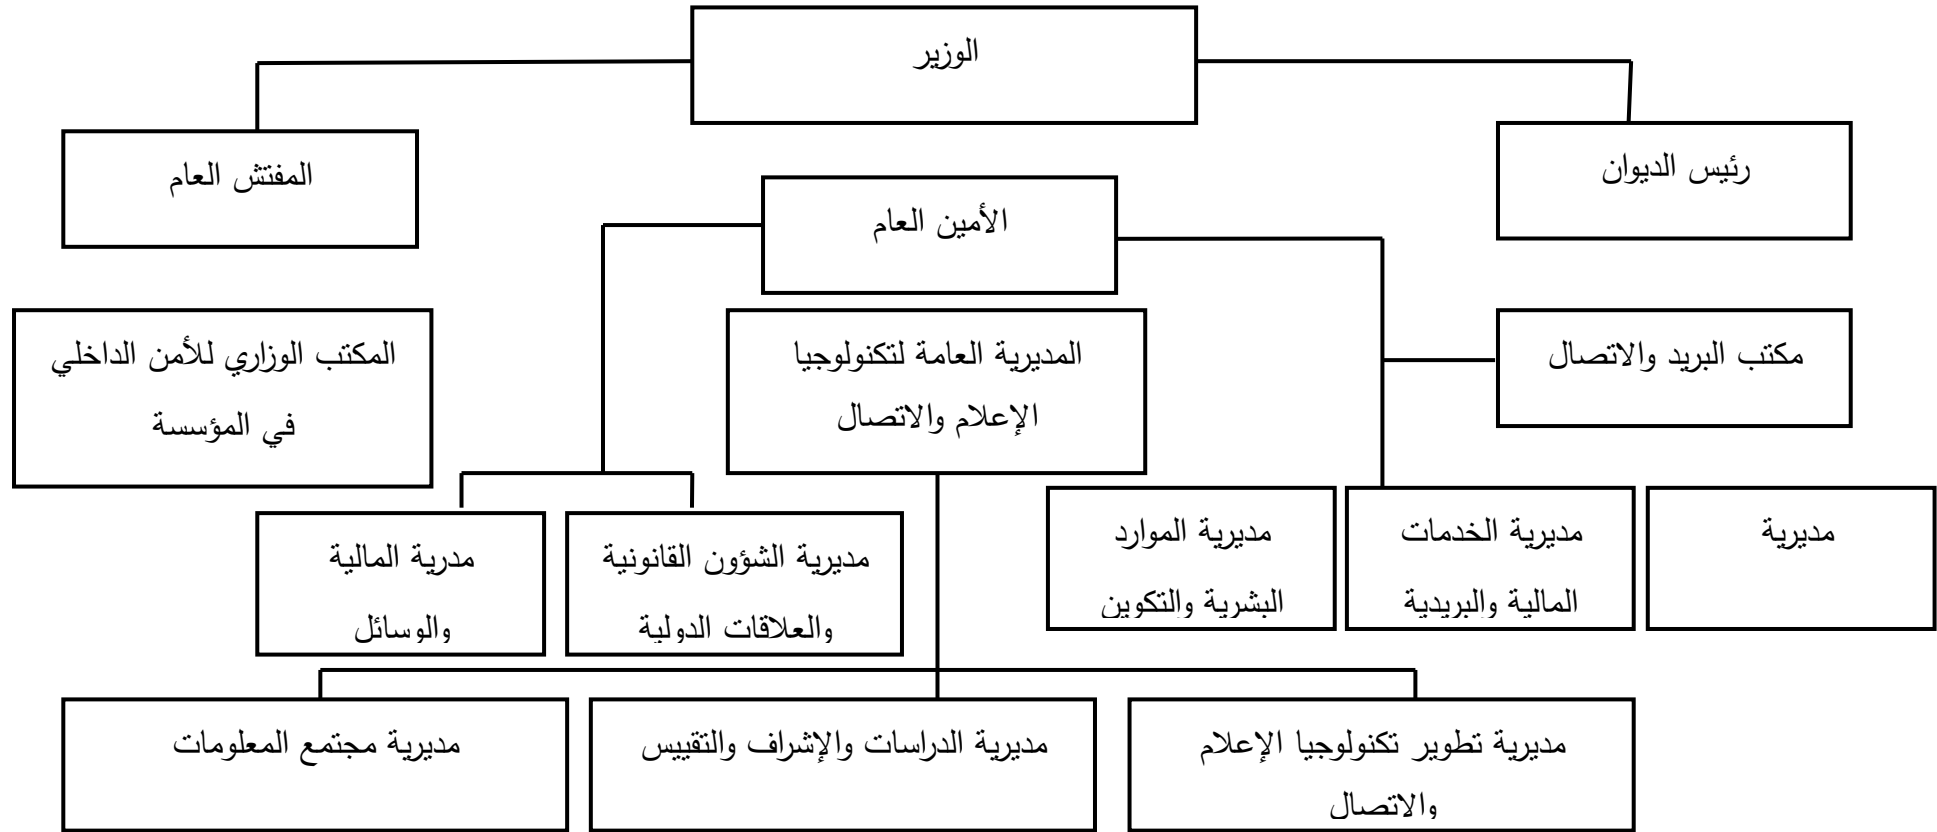 الوزير
رئيس الديوان
المفتش العام
الأمين العام
مكتب البريد والاتصال
المديرية العامة لتكنولوجيا
الإعلام والاتصال
المكتب الوزاري للأمن الداخلي
في المؤسسة
مديرية
مديرية الخدمات
المالية والبريدية
مديرية الموارد
البشرية والتكوين
مديرية الشؤون القانونية
والعلاقات الدولية
مدرية المالية
والوسائل
مديرية تطوير تكنولوجيا الإعلام
والاتصال
مديرية الدراسات والإشراف والتقييس
مديرية مجتمع المعلومات